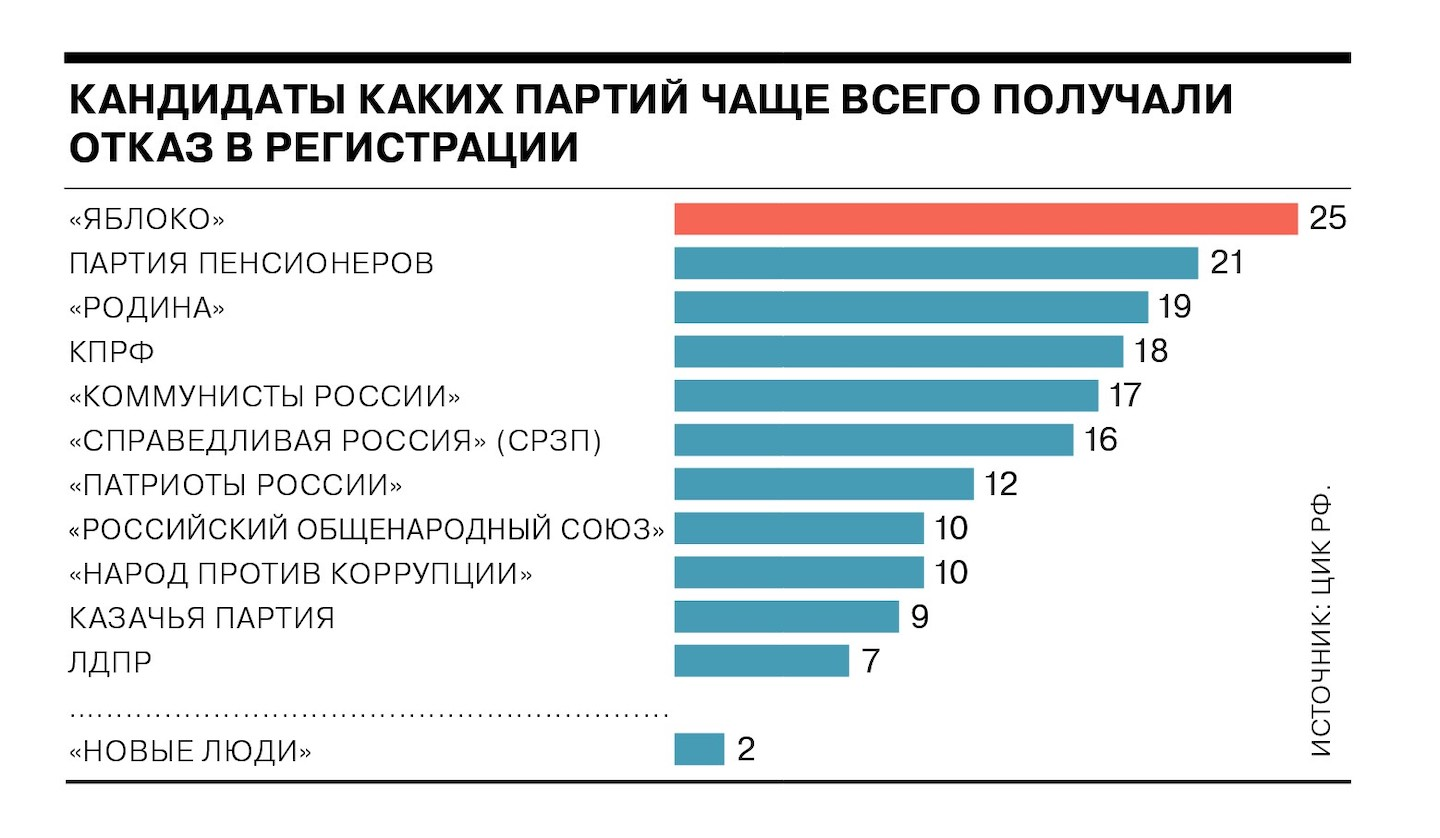 КАНДИДАТЫ КАКИХ ПАРТИЙ ЧАЩЕ ВСЕГО ПОЛУЧАЛИ
ОТКАЗ В РЕГИСТРАЦИИ
«ЯБЛОКО» 25
ПАРТИЯ ПЕНСИОНЕРОВ 21
«РОДИНА» 19
КПРФ 18
«КОММУНИСТЫ РОССИИ» 17
«СПРАВЕДЛИВАЯ РОССИЯ» (СРЗП) 16
«ПАТРИОТЫ РОССИИ» 12
«РОССИЙСКИЙ ОБЩЕНАРОДНЫЙ СОЮЗ» 10
«НАРОД ПРОТИВ КОРРУПЦИИ» 10
КАЗАЧЬЯ ПАРТИЯ 9
ЛДПР 7
«НОВЫЕ ЛЮДИ» 2
ИСТОЧНИК: ЦИК РФ.